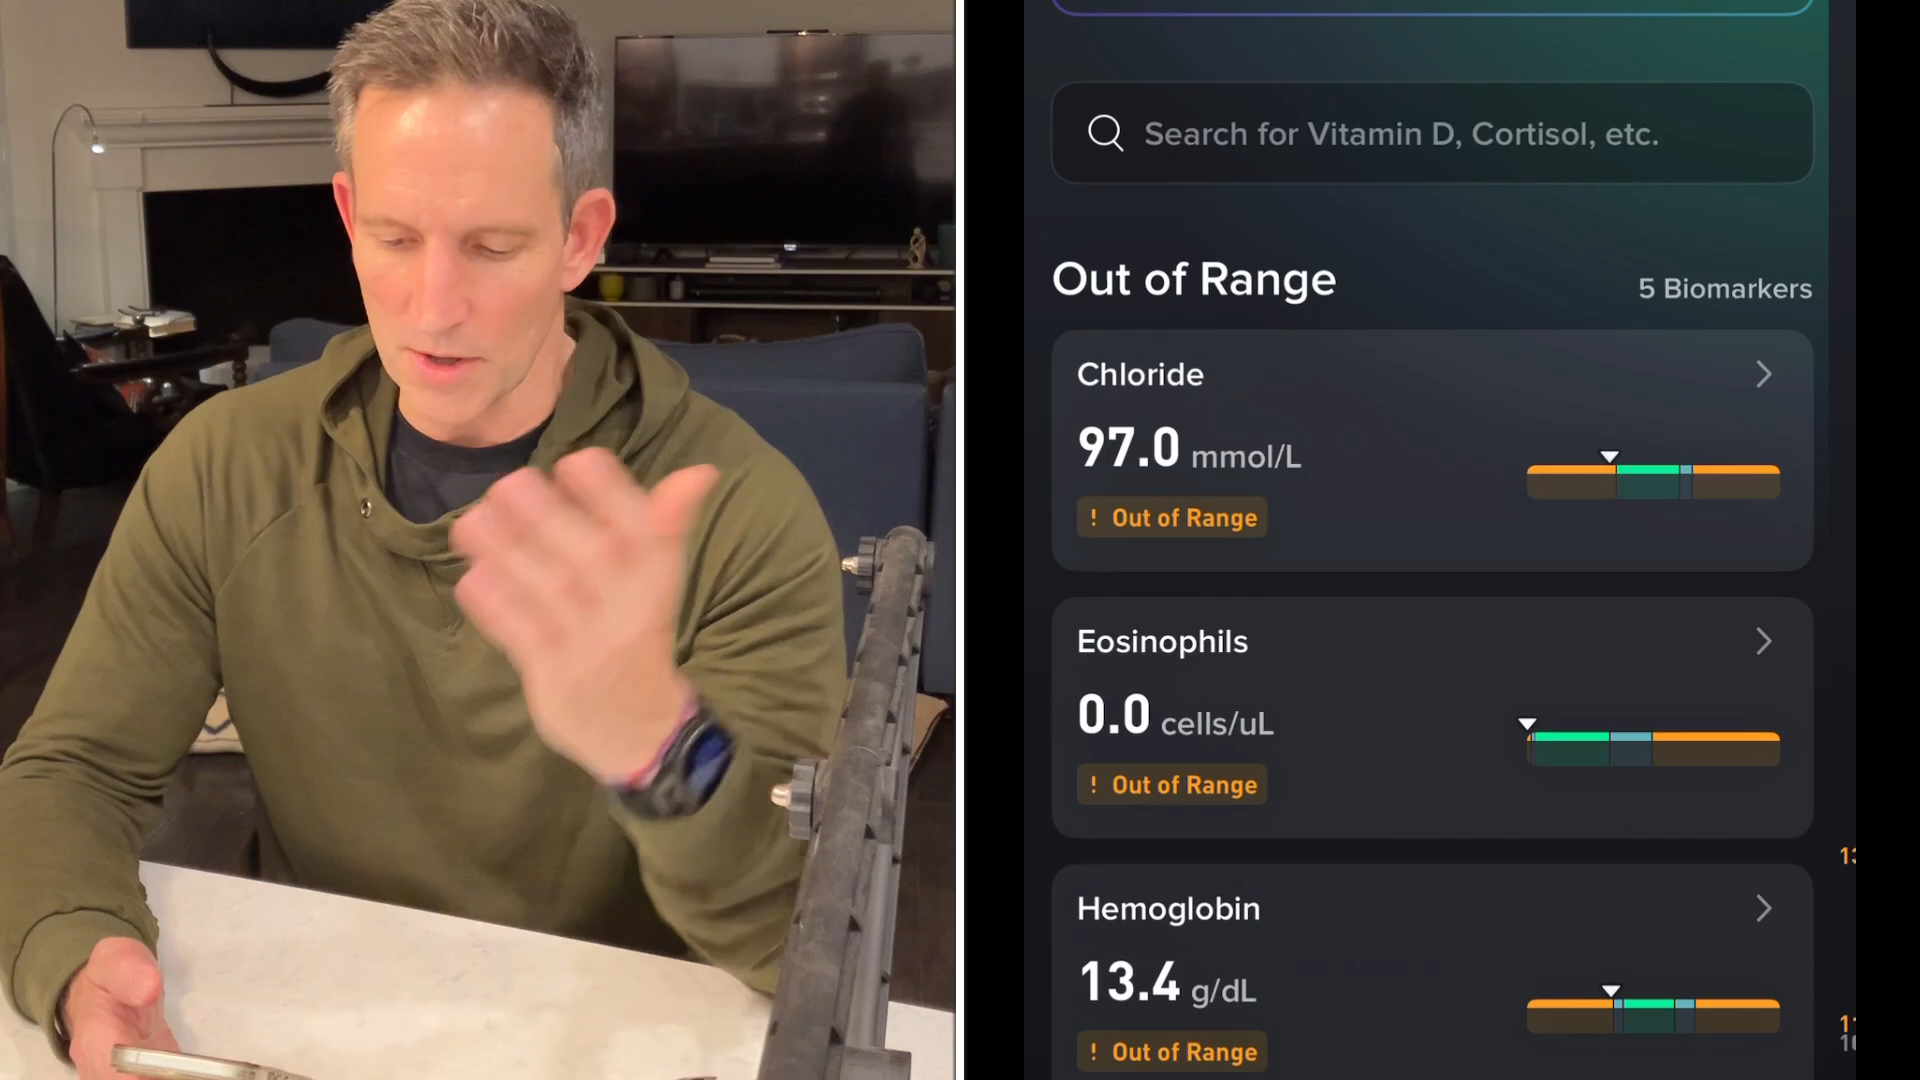 Search for Vitamin D, Cortisol, etc.
Out of Range
5 Biomarkers
Chloride
97.0 mmol/L
! Out of Range
Eosinophils
0.0 cells/uL
! Out of Range
Hemoglobin
13.4 g/dL
! Out of Range